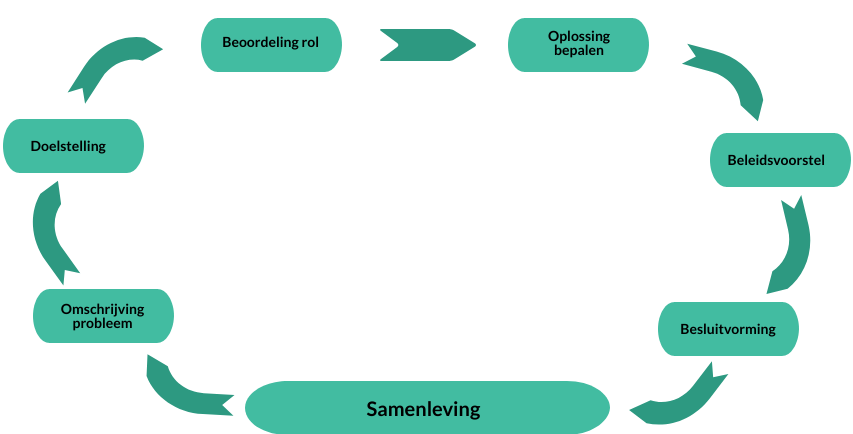 Beoordeling rol
Oplossing
bepalen
Doelstelling
Beleidsvoorstel
Omschrijving
probleem
Besluitvorming
Samenleving